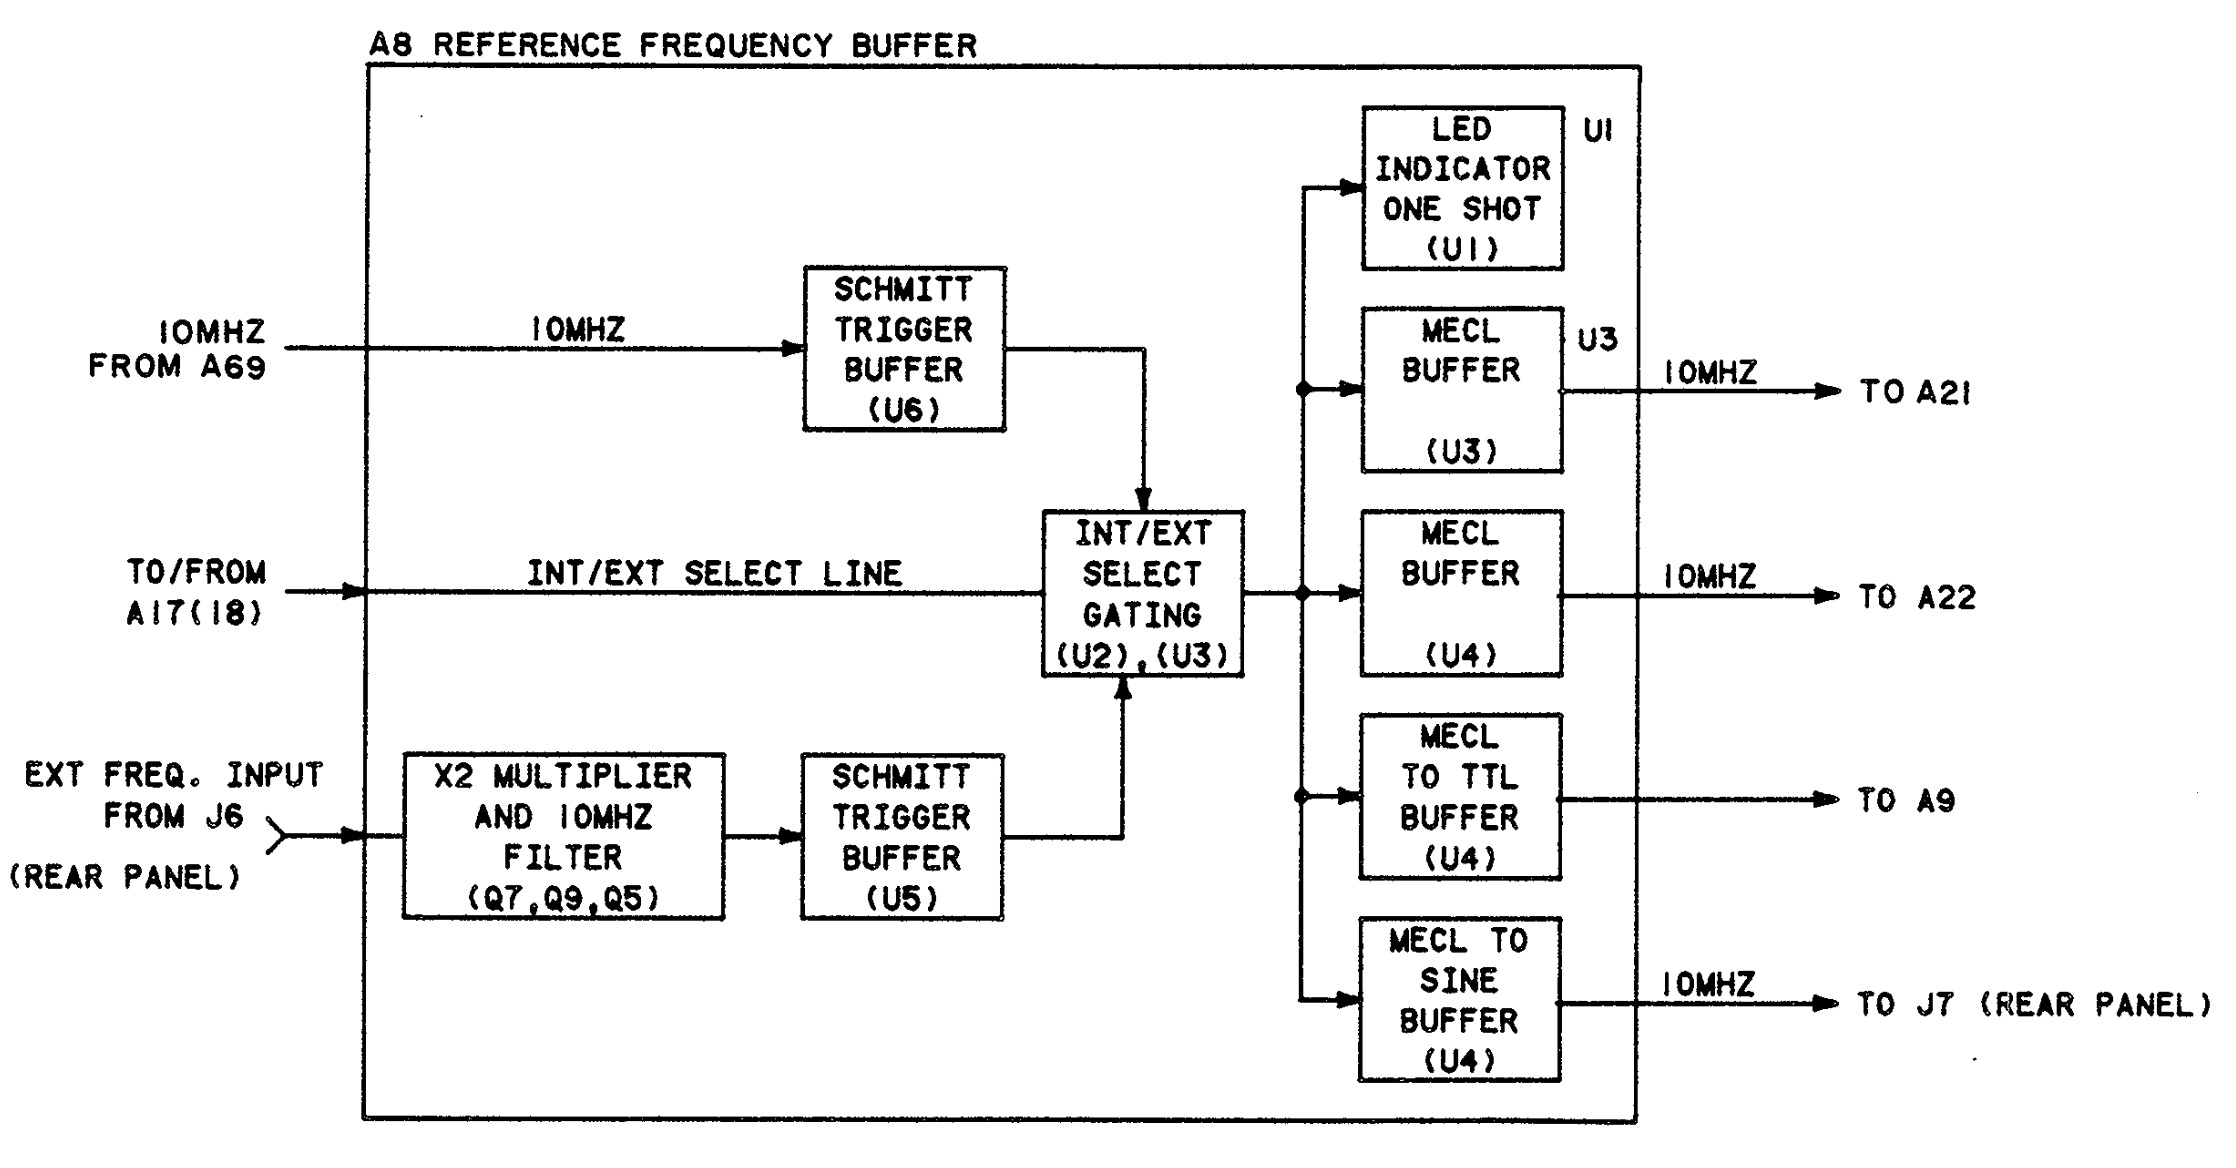 A8 REFERENCE FREQUENCY BUFFER
LED
INDICATOR
ONE SHOT
(U1)
U1
10MHZ
FROM A69
10MHZ
SCHMITT
TRIGGER
BUFFER
(U6)
MECL
BUFFER
(U3)
U3
10MHZ
TO A21
TO/FROM
A17(18)
INT/EXT SELECT LINE
INT/EXT
SELECT
GATING
(U2),(U3)
MECL
BUFFER
(U4)
10MHZ
TO A22
EXT FREQ. INPUT
FROM J6
(REAR PANEL)
X2 MULTIPLIER
AND 10MHZ
FILTER
(Q7,Q9,Q5)
SCHMITT
TRIGGER
BUFFER
(U5)
MECL
TO TTL
BUFFER
(U4)
TO A9
MECL TO
SINE
BUFFER
(U4)
10MHZ
TO J7 (REAR PANEL)